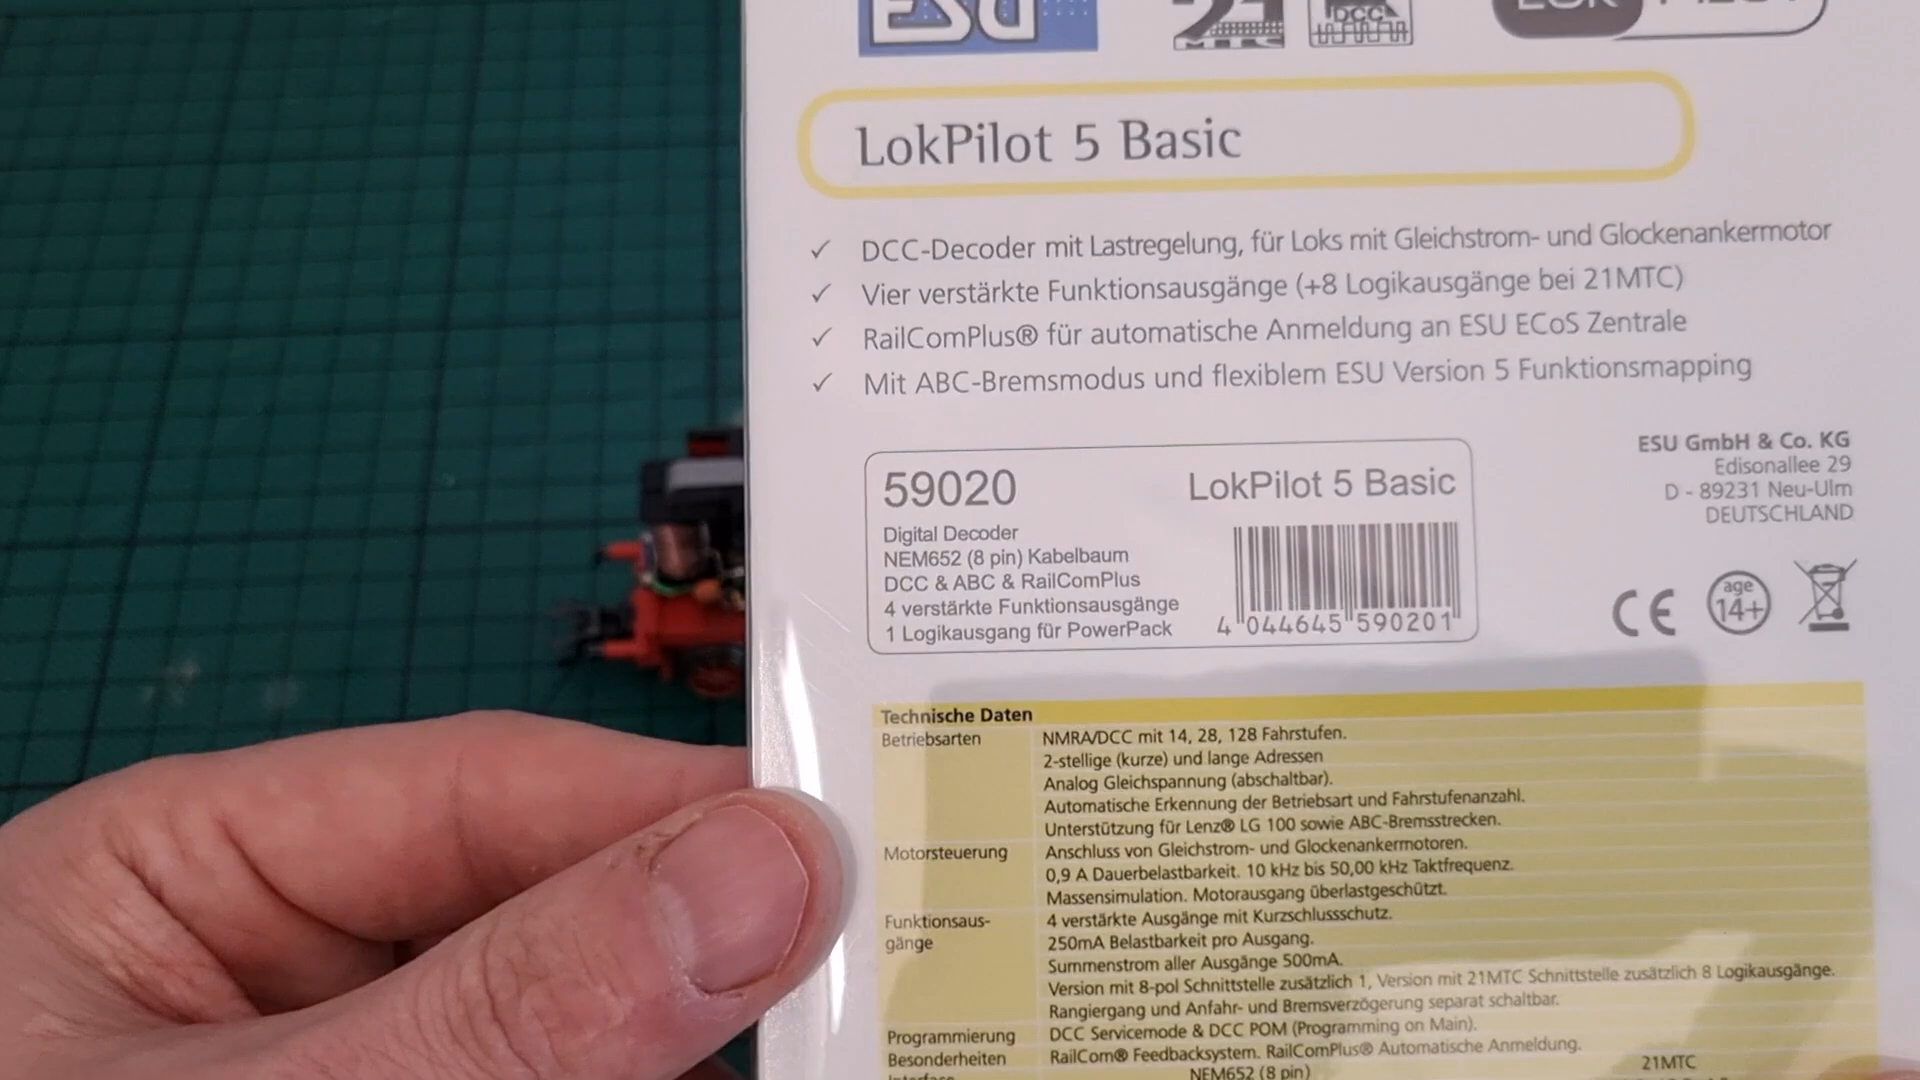 ESU
21
MTC
DCC
LokPilot 5 Basic
✓ DCC-Decoder mit Lastregelung, für Loks mit Gleichstrom- und Glockenankermotor
✓ Vier verstärkte Funktionsausgänge (+8 Logikausgänge bei 21MTC)
✓ RailComPlus® für automatische Anmeldung an ESU ECoS Zentrale
✓ Mit ABC-Bremsmodus und flexiblem ESU Version 5 Funktionsmapping
59020 LokPilot 5 Basic
Digital Decoder
NEM652 (8 pin) Kabelbaum
DCC & ABC & RailComPlus
4 verstärkte Funktionsausgänge
1 Logikausgang für PowerPack
4 044645 590201
ESU GmbH & Co. KG
Edisonallee 29
D - 89231 Neu-Ulm
DEUTSCHLAND
CE
age
14+
Technische Daten
Betriebsarten NMRA/DCC mit 14, 28, 128 Fahrstufen.
2-stellige (kurze) und lange Adressen
Analog Gleichspannung (abschaltbar).
Automatische Erkennung der Betriebsart und Fahrstufenanzahl.
Unterstützung für Lenz® LG 100 sowie ABC-Bremsstrecken.
Motorsteuerung Anschluss von Gleichstrom- und Glockenankermotoren.
0,9 A Dauerbelastbarkeit. 10 kHz bis 50,00 kHz Taktfrequenz.
Massensimulation. Motorausgang überlastgeschützt.
Funktionsaus- 4 verstärkte Ausgänge mit Kurzschlussschutz.
gänge 250mA Belastbarkeit pro Ausgang.
Summenstrom aller Ausgänge 500mA.
Version mit 8-pol Schnittstelle zusätzlich 1, Version mit 21MTC Schnittstelle zusätzlich 8 Logikausgänge.
Rangiergang und Anfahr- und Bremsverzögerung separat schaltbar.
Programmierung DCC Servicemode & DCC POM (Programming on Main).
Besonderheiten RailCom® Feedbacksystem. RailComPlus® Automatische Anmeldung.
NEM652 (8 pin) 21MTC